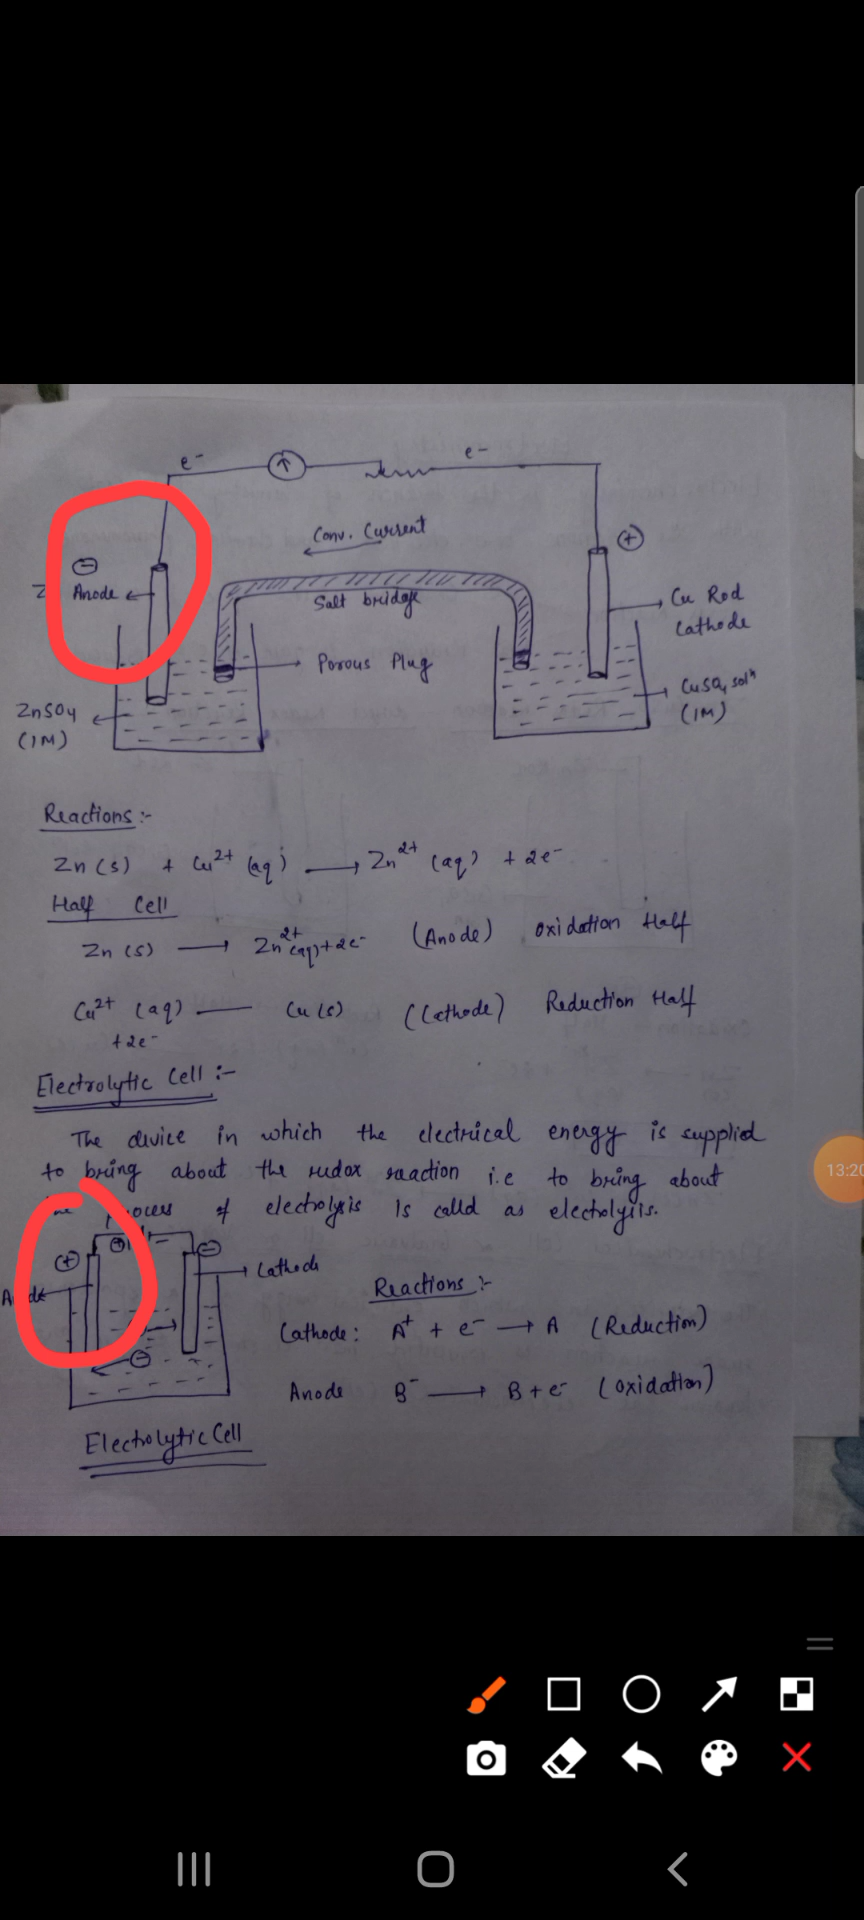 e-
e-
Conv. Current
(-)
(+)
Z Anode
Salt bridge
Cu Rod
Cathode
Porous Plug
ZnSO4
(1M)
CuSO4 solⁿ
(1M)
Reactions :-
Zn (s) + Cu²⁺ (aq) → Zn²⁺ (aq) + 2e⁻
Half Cell
Zn (s) → Zn²⁺(aq)+2e⁻ (Anode) oxidation Half
Cu²⁺ (aq) — Cu (s) (Cathode) Reduction Half
+2e⁻
Electrolytic Cell :-
The device in which the electrical energy is supplied
to bring about the redox reaction i.e to bring about
the process of electrolysis is called as electrolysis.
(+)
(+) -
(-)
Cathode
Reactions :-
Cathode: A⁺ + e⁻ → A (Reduction)
(-)
Anode B⁻ → B + e⁻ (oxidation)
Electrolytic Cell